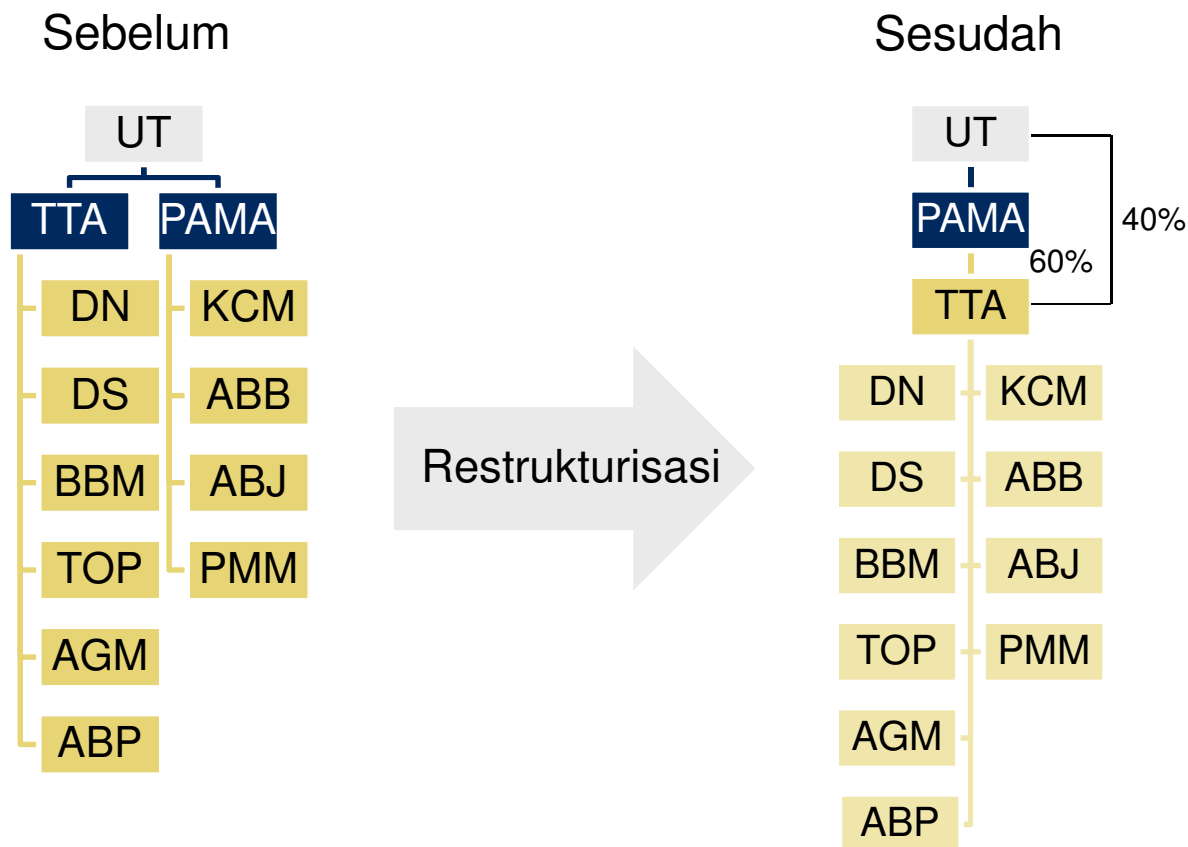 Sebelum
UT
TTA
PAMA
DN
KCM
DS
ABB
BBM
ABJ
TOP
PMM
AGM
ABP
Restrukturisasi
Sesudah
UT
PAMA
40%
60%
TTA
DN
KCM
DS
ABB
BBM
ABJ
TOP
PMM
AGM
ABP